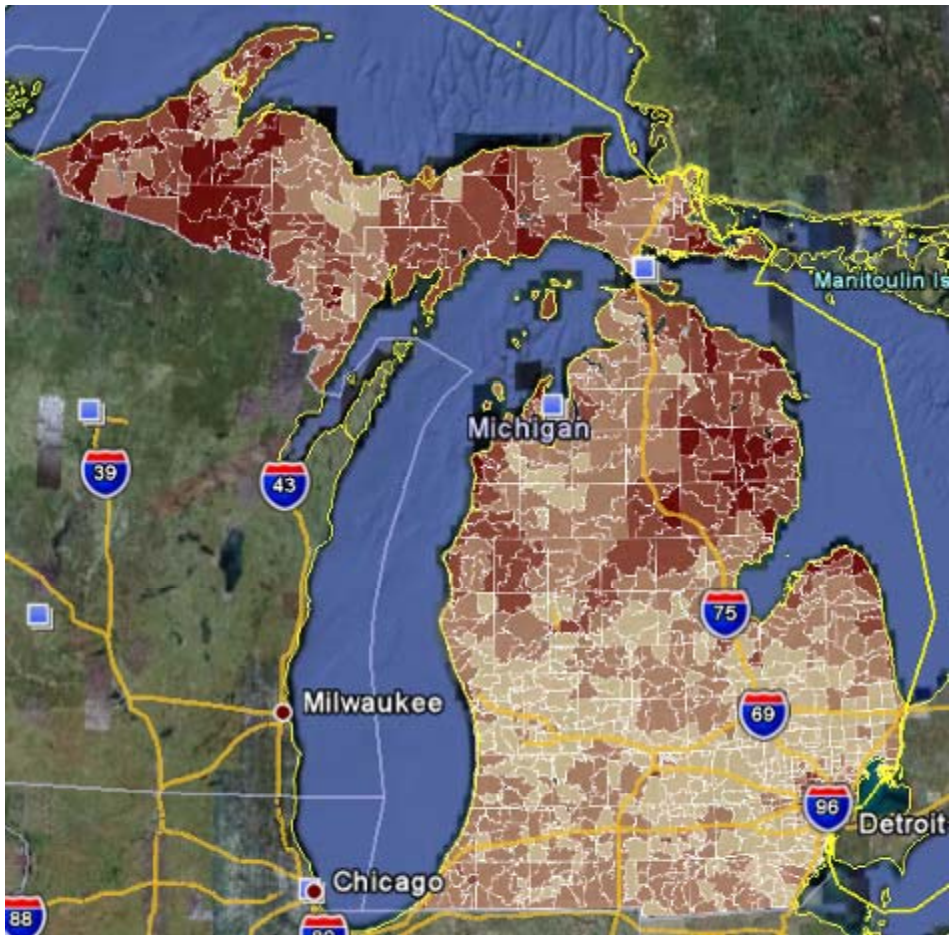 Manitoulin Is
Michigan
39
43
75
Milwaukee
69
96
Detroit
Chicago
88